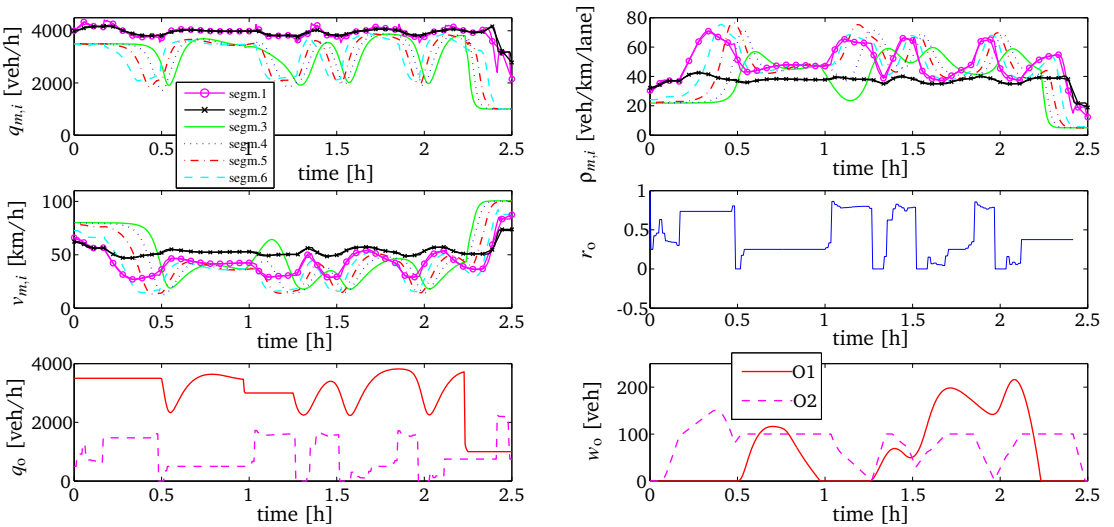 4000
2000
0
q_{m,i} [veh/h]
0
0.5
1
1.5
2
2.5
time [h]
segm.1
segm.2
segm.3
segm.4
segm.5
segm.6
80
60
40
20
0
ρ_{m,i} [veh/km/lane]
0
0.5
1
1.5
2
2.5
time [h]
100
50
0
v_{m,i} [km/h]
0
0.5
1
1.5
2
2.5
time [h]
1
0.5
0
-0.5
r_o
0
0.5
1
1.5
2
2.5
time [h]
4000
2000
0
q_o [veh/h]
0
0.5
1
1.5
2
2.5
time [h]
200
100
0
w_o [veh]
O1
O2
0
0.5
1
1.5
2
2.5
time [h]